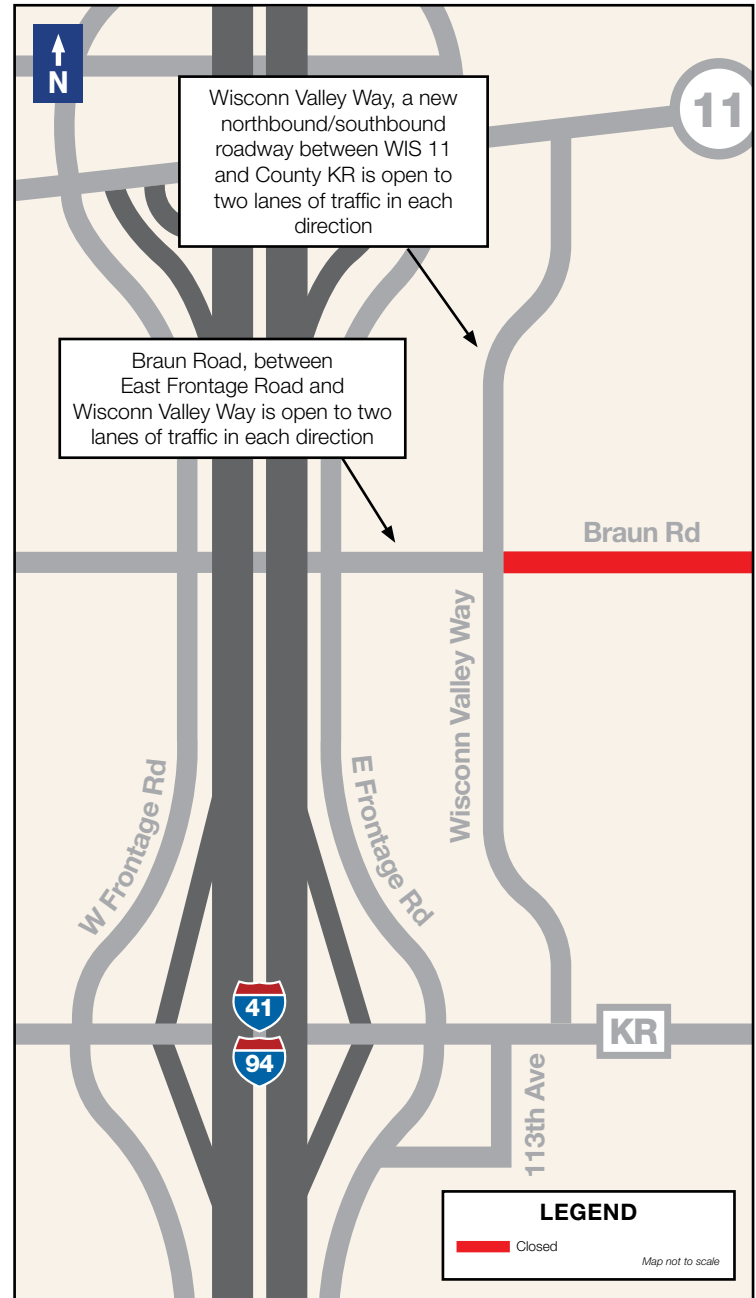 N
11
Wisconn Valley Way, a new
northbound/southbound
roadway between WIS 11
and County KR is open to
two lanes of traffic in each
direction
Braun Road, between
East Frontage Road and
Wisconn Valley Way is open to two
lanes of traffic in each direction
Braun Rd
Wisconn Valley Way
W Frontage Rd
E Frontage Rd
41
94
KR
113th Ave
LEGEND
Closed
Map not to scale